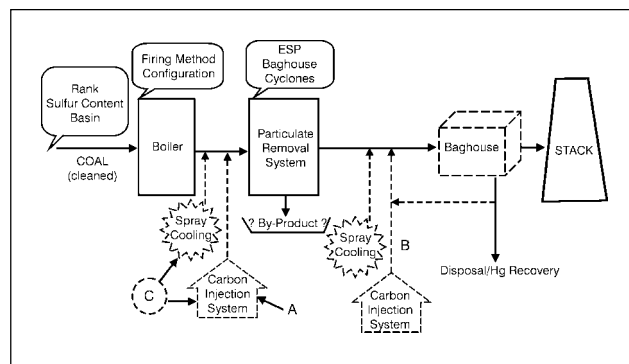 Rank
Sulfur Content
Basin
Firing Method
Configuration
ESP
Baghouse
Cyclones
COAL
(cleaned)
Boiler
Particulate
Removal
System
Baghouse
STACK
? By-Product ?
Spray
Cooling
Spray
Cooling
B
Disposal/Hg Recovery
C
Carbon
Injection
System
A
Carbon
Injection
System